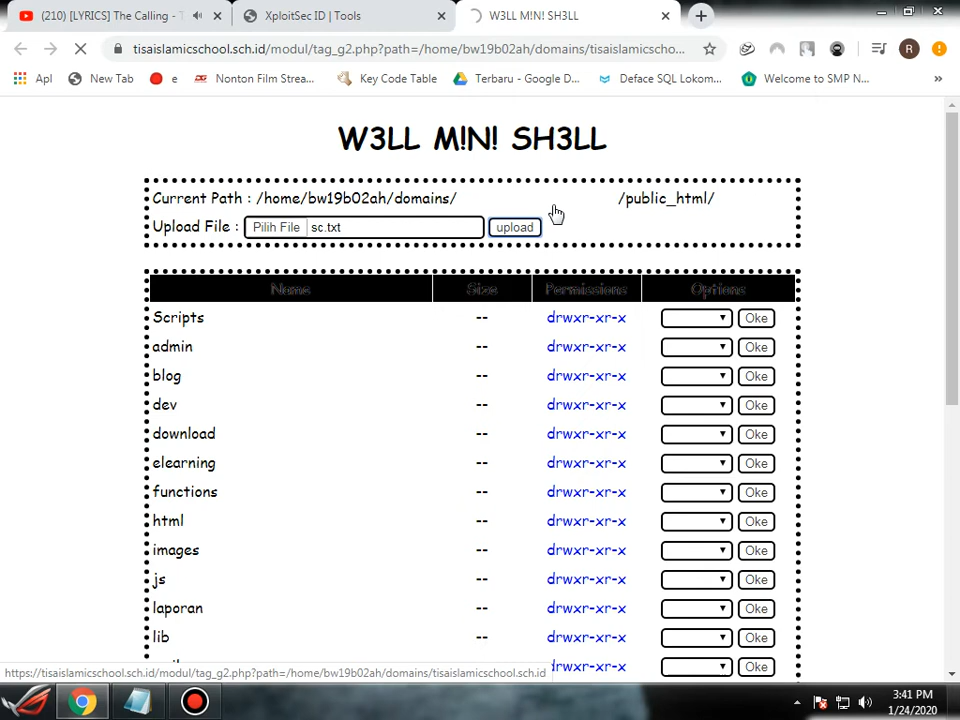 (210) [LYRICS] The Calling - T
XploitSec ID | Tools
W3LL M!N! SH3LL
tisaislamicschool.sch.id/modul/tag_g2.php?path=/home/bw19b02ah/domains/tisaislamicscho...
R
Apl
New Tab
e
Nonton Film Strea...
Key Code Table
Terbaru - Google D...
Deface SQL Lokom...
Welcome to SMP N...
»
W3LL M!N! SH3LL
Current Path : /home/bw19b02ah/domains/ /public_html/
Upload File : Pilih File sc.txt upload
Name Size Permissions Options
Scripts -- drwxr-xr-x Oke
admin -- drwxr-xr-x Oke
blog -- drwxr-xr-x Oke
dev -- drwxr-xr-x Oke
download -- drwxr-xr-x Oke
elearning -- drwxr-xr-x Oke
functions -- drwxr-xr-x Oke
html -- drwxr-xr-x Oke
images -- drwxr-xr-x Oke
js -- drwxr-xr-x Oke
laporan -- drwxr-xr-x Oke
lib -- drwxr-xr-x Oke
-- drwxr-xr-x Oke
https://tisaislamicschool.sch.id/modul/tag_g2.php?path=/home/bw19b02ah/domains/tisaislamicschool.sch.id
3:41 PM
1/24/2020